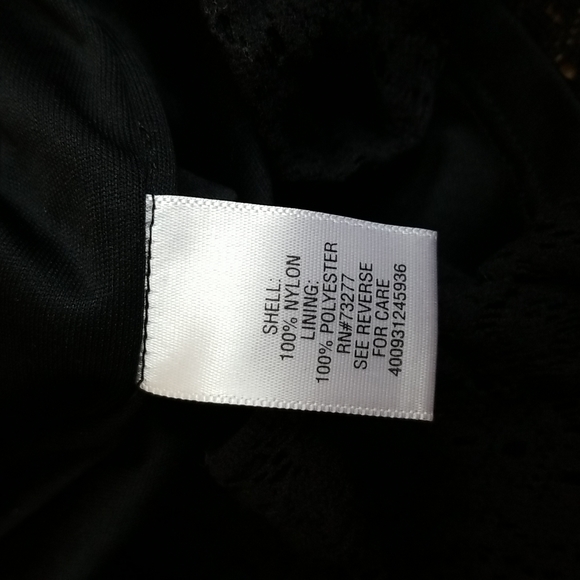 SHELL:
100% NYLON
LINING:
100% POLYESTER
RN#73277
SEE REVERSE
FOR CARE
400931245936